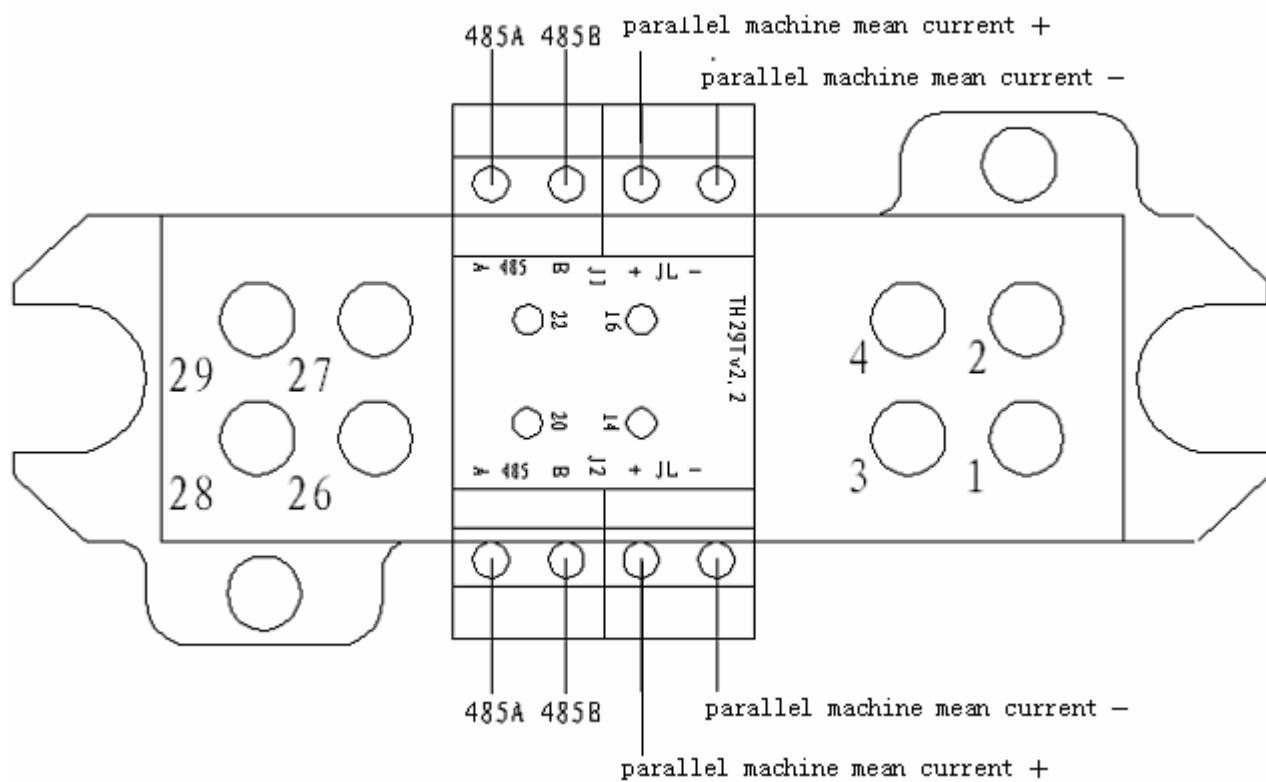 485A 485B parallel machine mean current +
parallel machine mean current -
A 485 B J1 + JL -
22 16
TH29Tv2.2
29 27 4 2
20 14
28 26 3 1
A 485 B J2 + JL -
485A 485B parallel machine mean current -
parallel machine mean current +